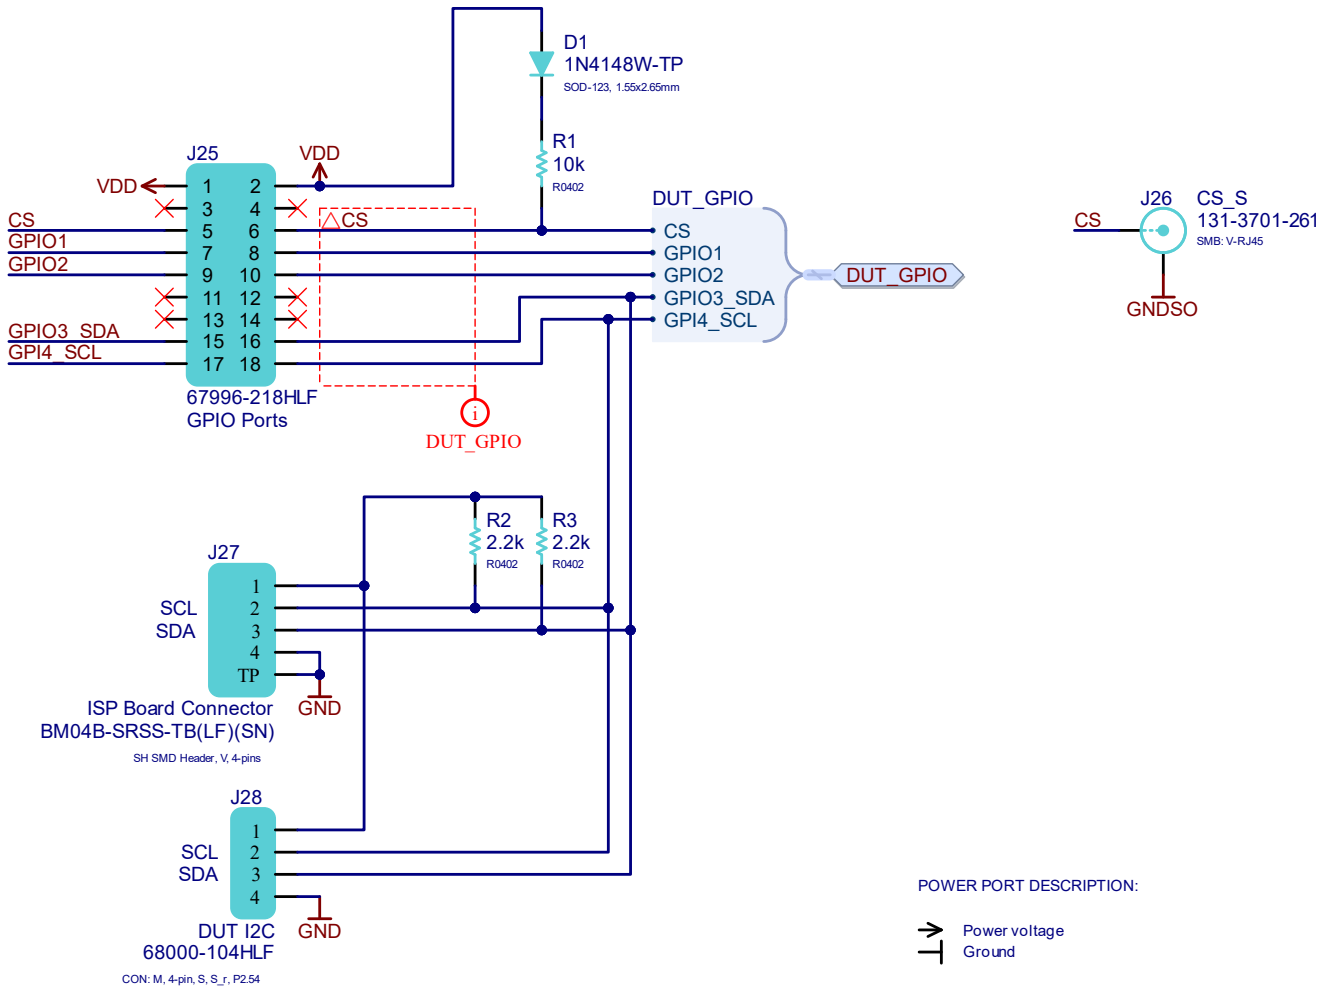 D1
1N4148W-TP
SOD-123, 1.55x2.65mm
R1
10k
R0402
J25
VDD
VDD
1 2
3 4
CS 5 6 CS
GPIO1 7 8
GPIO2 9 10
11 12
13 14
GPIO3_SDA 15 16
GPI4_SCL 17 18
67996-218HLF
GPIO Ports
i
DUT_GPIO
DUT_GPIO
CS
GPIO1
GPIO2
GPIO3_SDA
GPI4_SCL
DUT_GPIO
J26
CS_S
131-3701-261
SMB: V-RJ45
CS
GNDSO
R2
2.2k
R0402
R3
2.2k
R0402
J27
1
SCL 2
SDA 3
4
TP
GND
ISP Board Connector
BM04B-SRSS-TB(LF)(SN)
SH SMD Header, V, 4-pins
J28
1
SCL 2
SDA 3
4
GND
DUT I2C
68000-104HLF
CON: M, 4-pin, S, S_r, P2.54
POWER PORT DESCRIPTION:
Power voltage
Ground